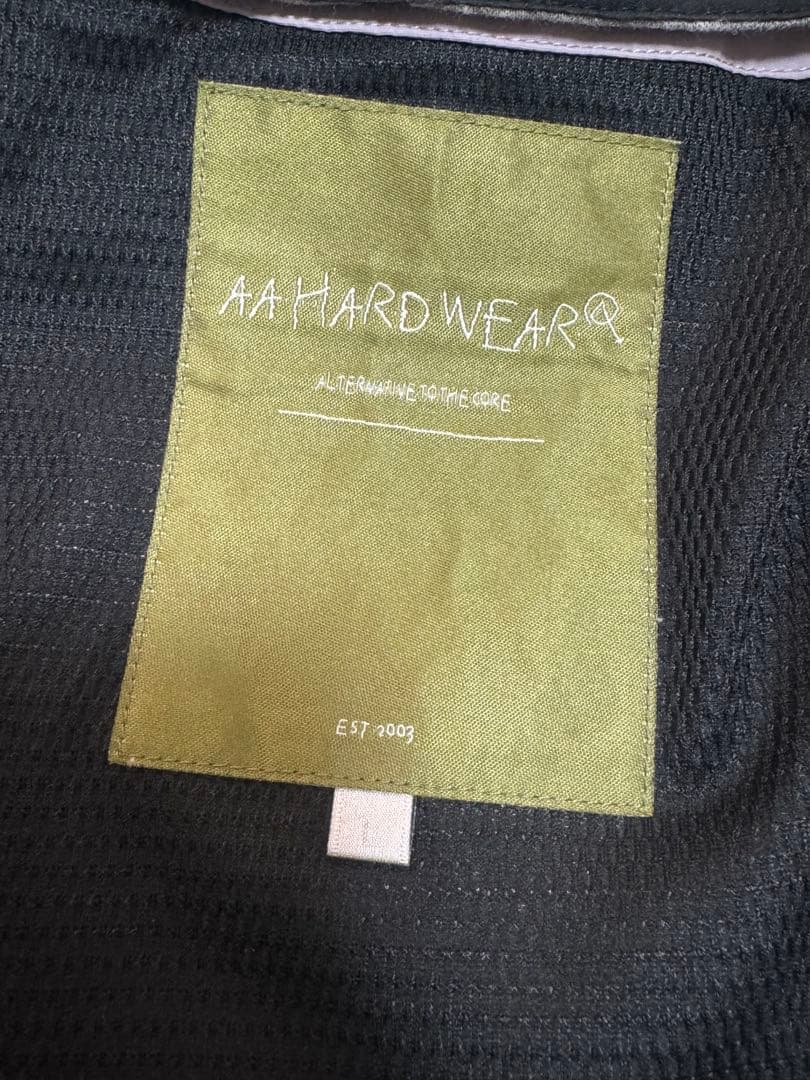 AA HARDWEAR
ALTERNATIVE TO THE CORE
EST 2003
L